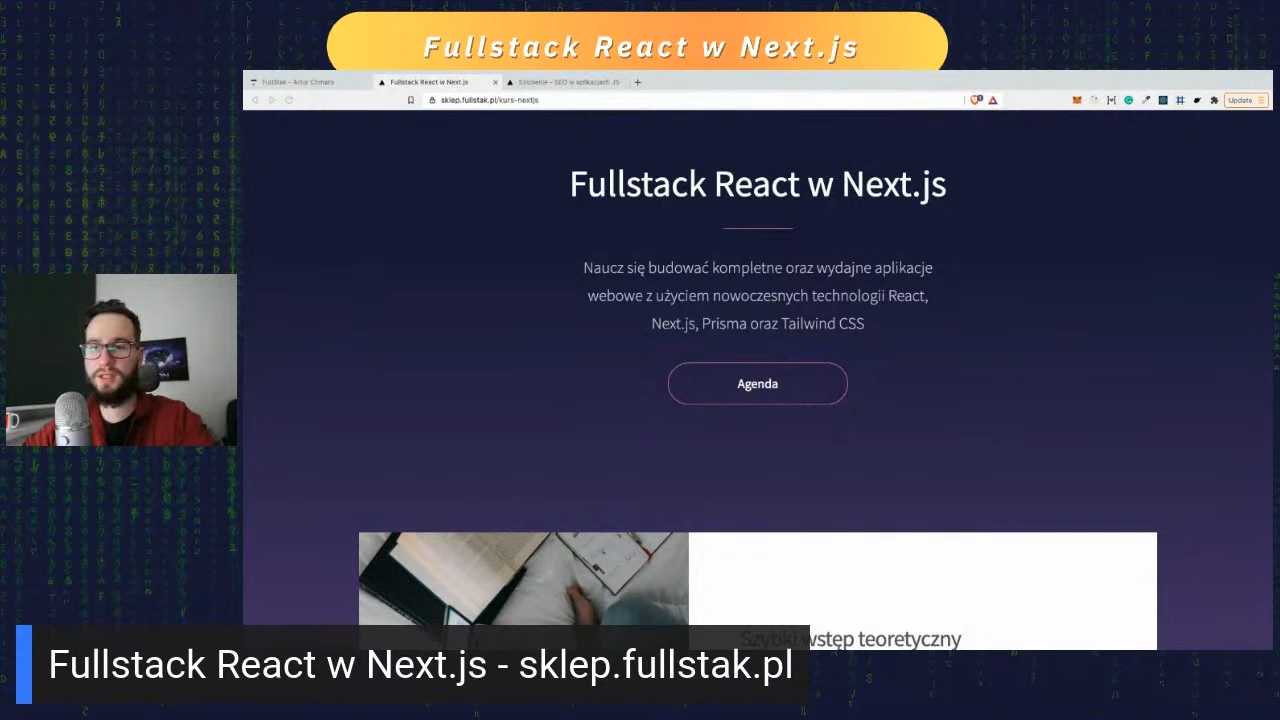 Fullstack React w Next.js
FullStak - Artur Chmaro
Fullstack React w Next.js
Szkolenie - SEO w aplikacjach JS
sklep.fullstak.pl/kurs-nextjs
Update
Fullstack React w Next.js
Naucz się budować kompletne oraz wydajne aplikacje
webowe z użyciem nowoczesnych technologii React,
Next.js, Prisma oraz Tailwind CSS
Agenda
Szybki wstęp teoretyczny
Fullstack React w Next.js - sklep.fullstak.pl